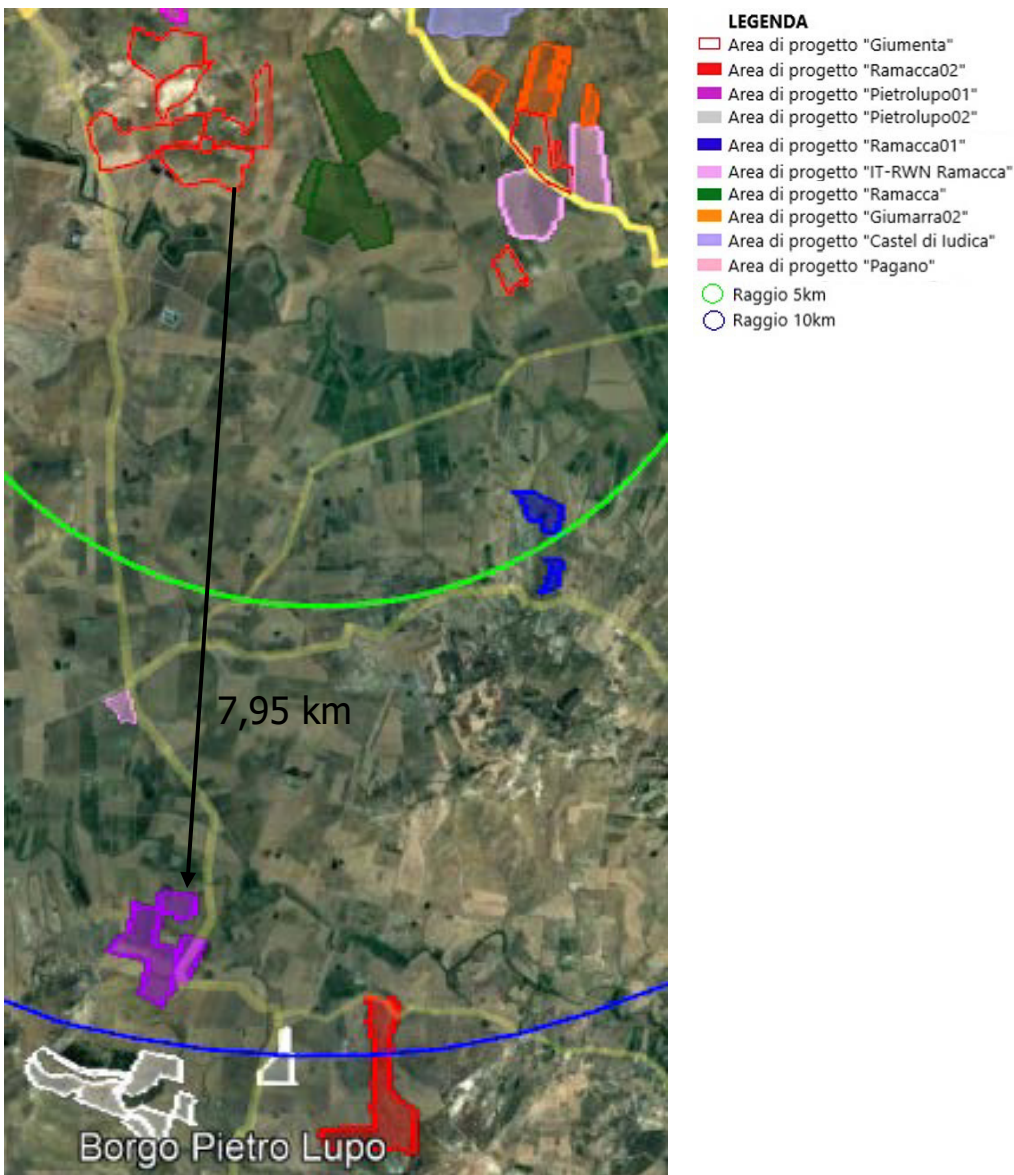 LEGENDA
Area di progetto "Giumenta"
Area di progetto "Ramacca02"
Area di progetto "Pietrolupo01"
Area di progetto "Pietrolupo02"
Area di progetto "Ramacca01"
Area di progetto "IT-RWN Ramacca"
Area di progetto "Ramacca"
Area di progetto "Giumarra02"
Area di progetto "Castel di Iudica"
Area di progetto "Pagano"
Raggio 5km
Raggio 10km
7,95 km
Borgo Pietro Lupo